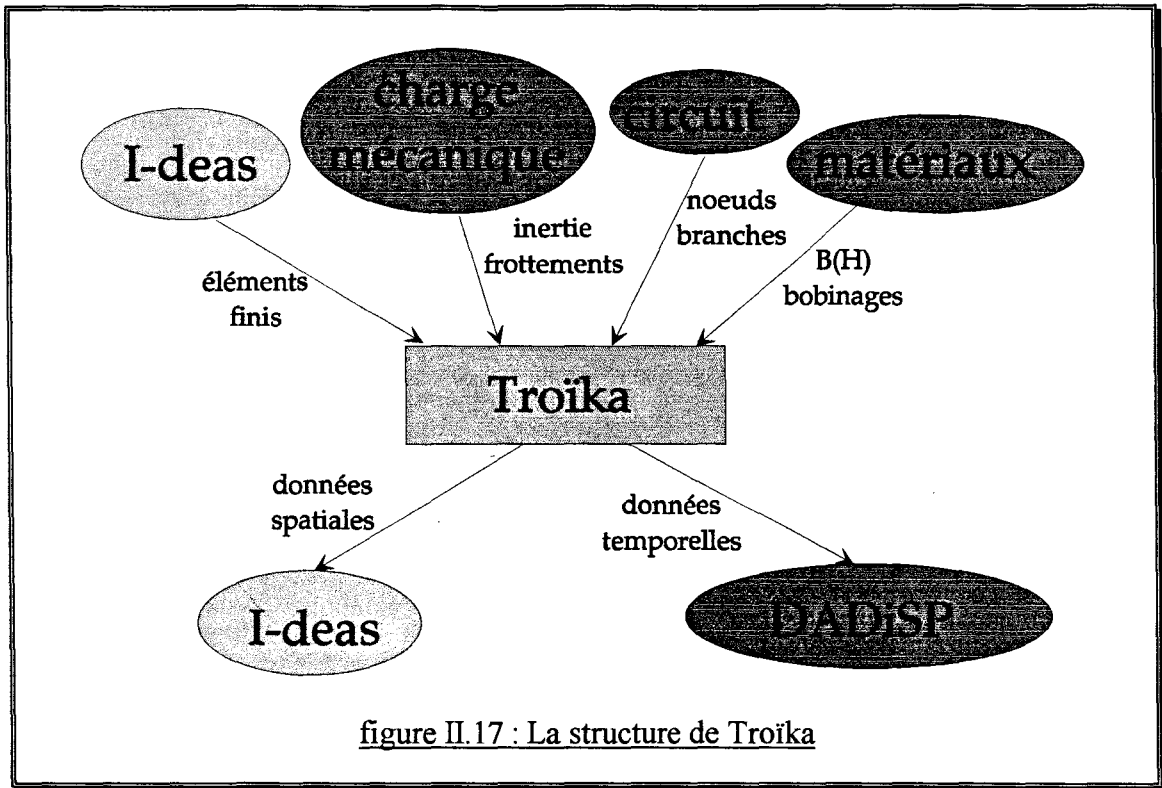 I-deas
charge
mécanique
circuit
matériaux
éléments
finis
inertie
frottements
noeuds
branches
B(H)
bobinages
Troïka
données
spatiales
données
temporelles
I-deas
DADiSP
figure II.17 : La structure de Troïka